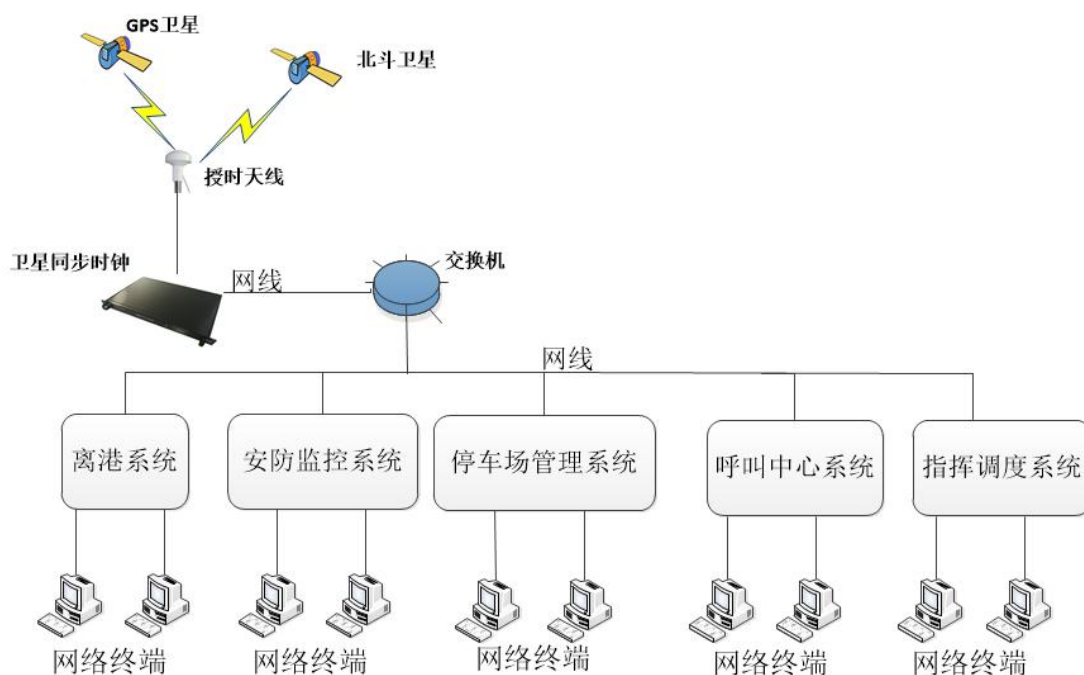 GPS卫星
北斗卫星
授时天线
卫星同步时钟
网线
交换机
网线
离港系统
安防监控系统
停车场管理系统
呼叫中心系统
指挥调度系统
网络终端
网络终端
网络终端
网络终端
网络终端